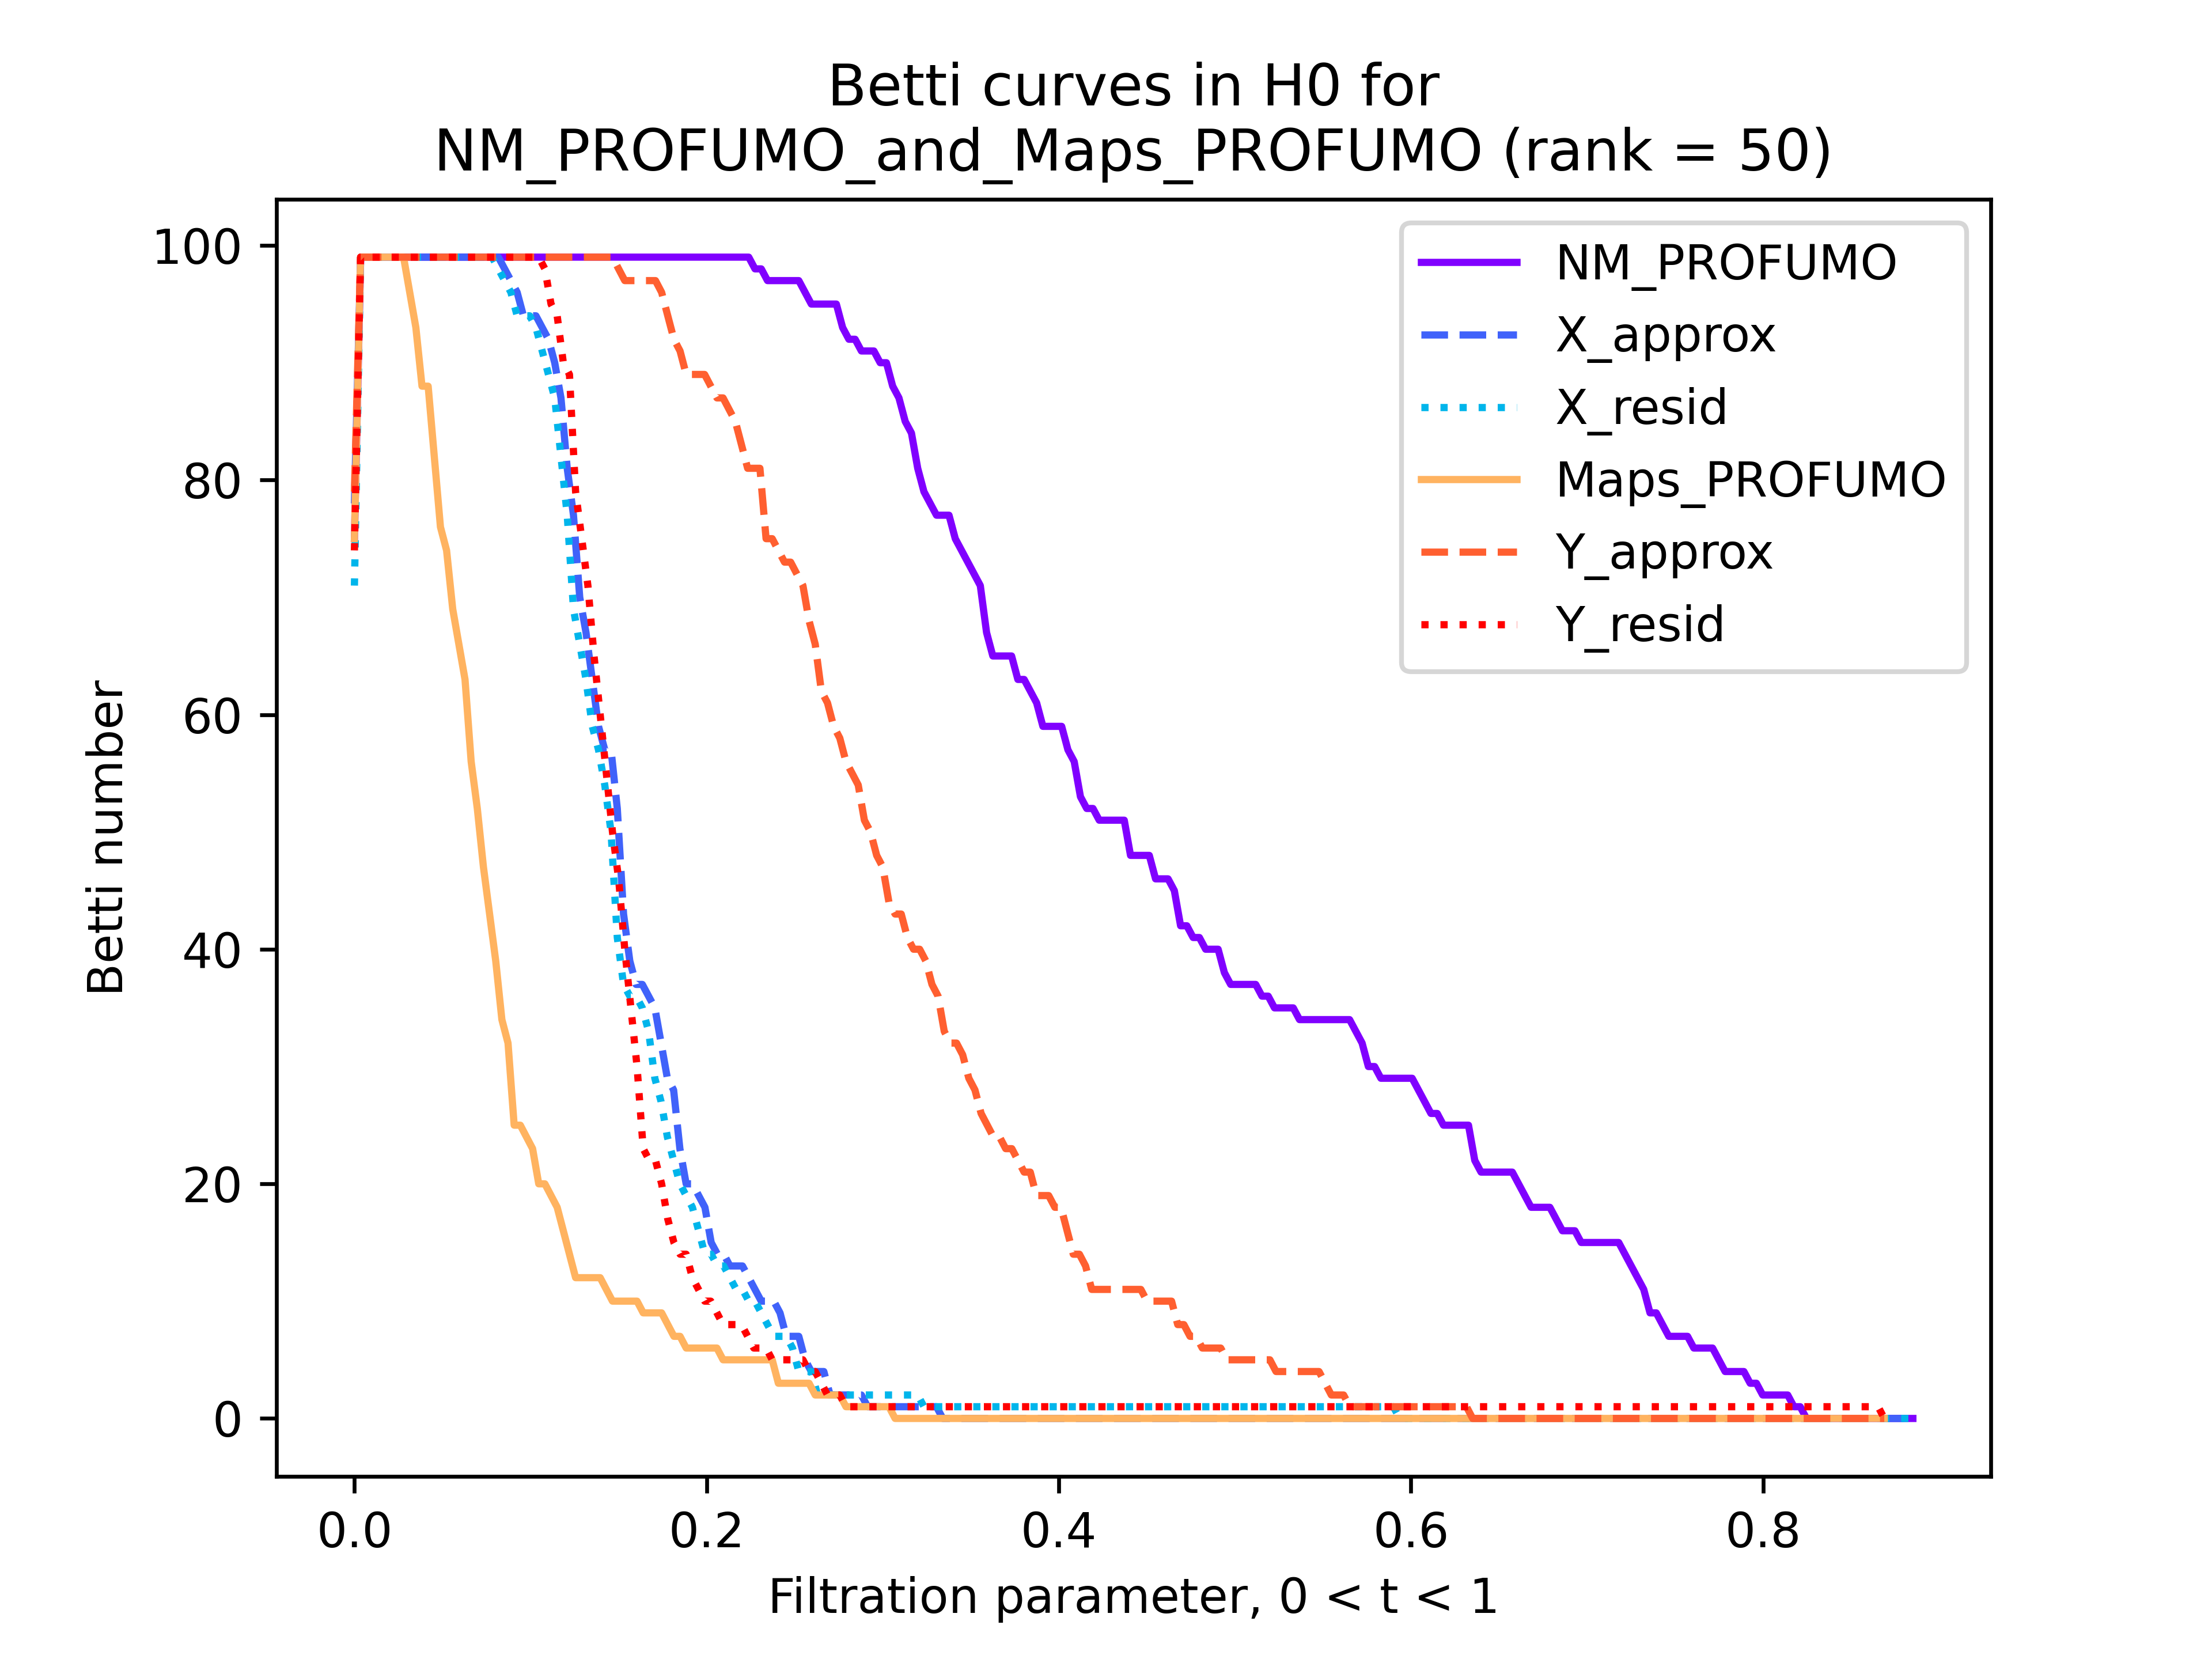 Betti curves in H0 for
NM_PROFUMO_and_Maps_PROFUMO (rank = 50)
NM_PROFUMO
X_approx
X_resid
Maps_PROFUMO
Y_approx
Y_resid
Betti number
100
80
60
40
20
0
0.0 0.2 0.4 0.6 0.8
Filtration parameter, 0 < t < 1